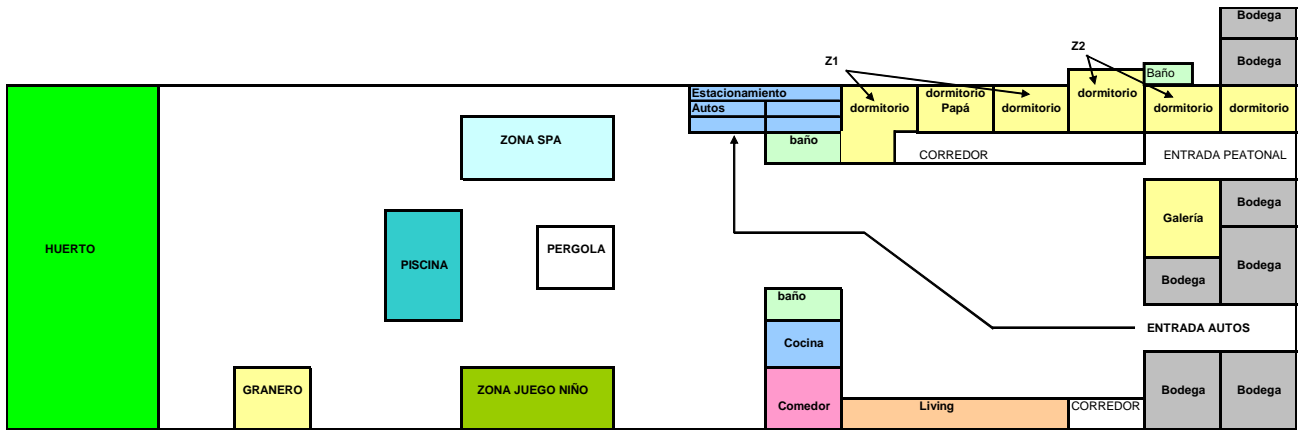 Bodega
Z2
Bodega
Z1
Baño
Estacionamiento
Autos
dormitorio
dormitorio
Papá
dormitorio
dormitorio
dormitorio
dormitorio
ZONA SPA
baño
CORREDOR
ENTRADA PEATONAL
Galería
Bodega
HUERTO
PISCINA
PERGOLA
Bodega
Bodega
baño
ENTRADA AUTOS
Cocina
GRANERO
ZONA JUEGO NIÑO
Comedor
Living
CORREDOR
Bodega
Bodega